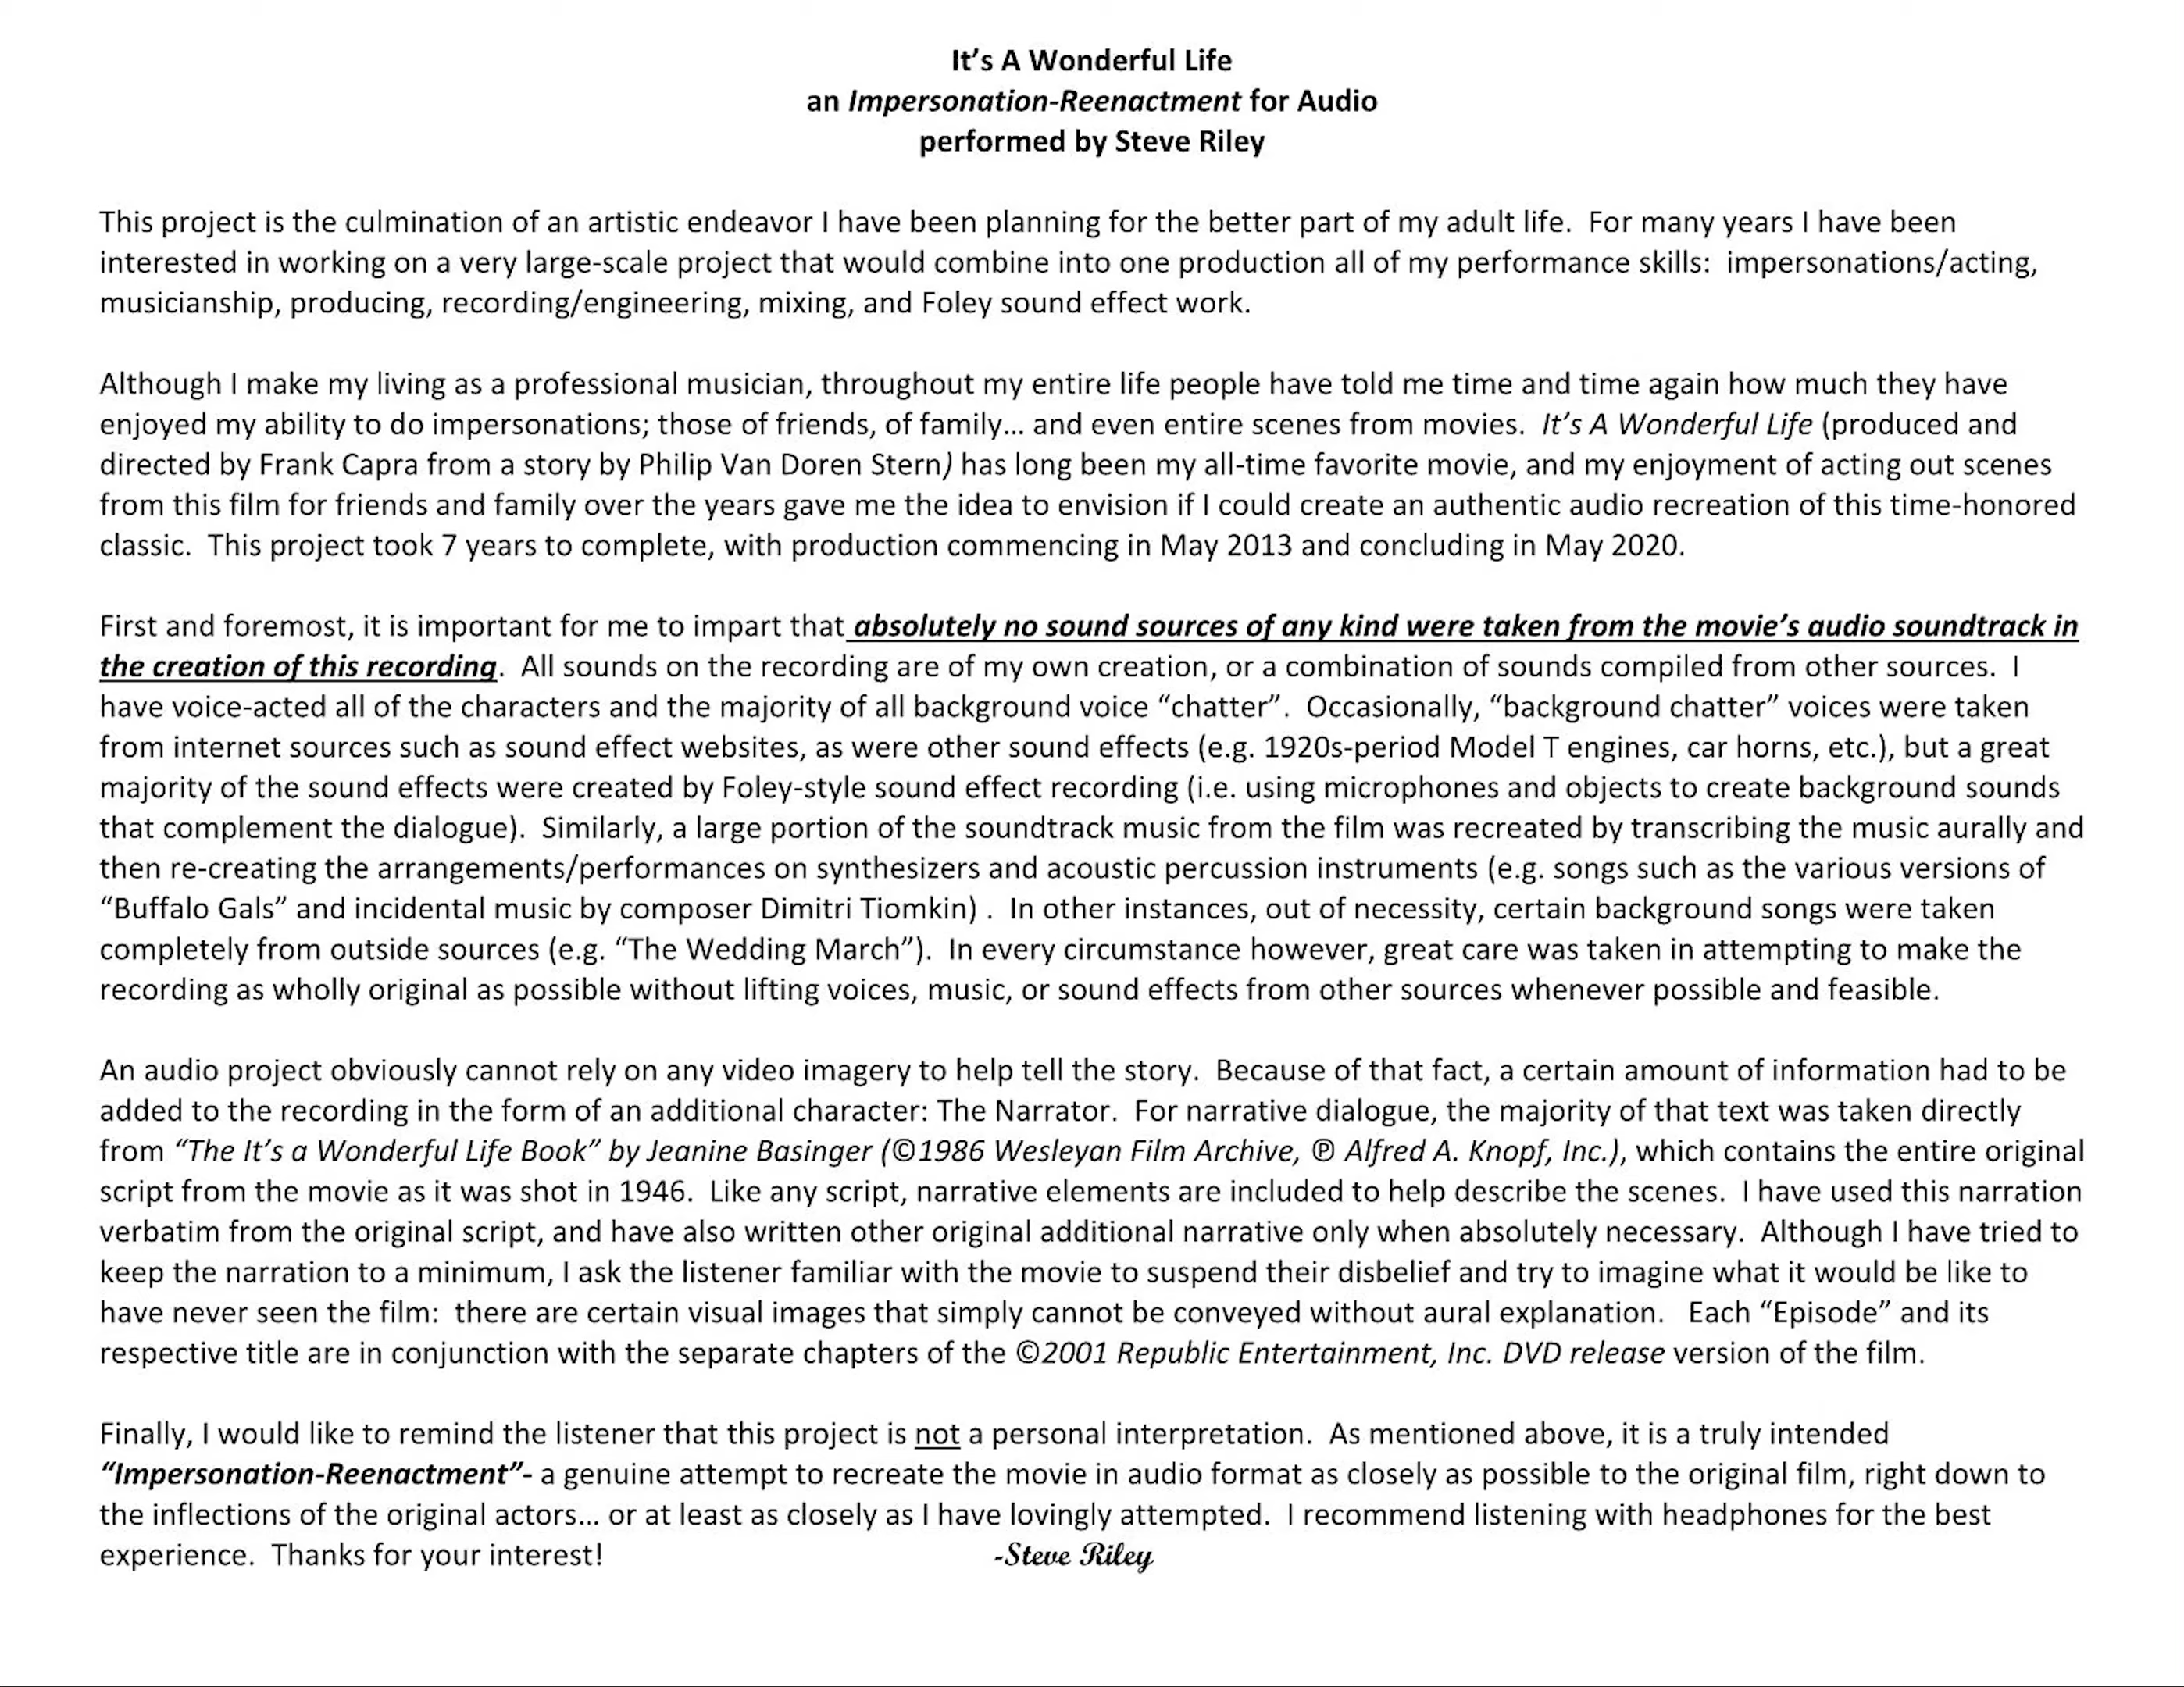 It’s A Wonderful Life
an Impersonation-Reenactment for Audio
performed by Steve Riley
This project is the culmination of an artistic endeavor I have been planning for the better part of my adult life.  For many years I have been
interested in working on a very large-scale project that would combine into one production all of my performance skills:  impersonations/acting,
musicianship, producing, recording/engineering, mixing, and Foley sound effect work.
Although I make my living as a professional musician, throughout my entire life people have told me time and time again how much they have
enjoyed my ability to do impersonations; those of friends, of family… and even entire scenes from movies.  It’s A Wonderful Life (produced and
directed by Frank Capra from a story by Philip Van Doren Stern) has long been my all-time favorite movie, and my enjoyment of acting out scenes
from this film for friends and family over the years gave me the idea to envision if I could create an authentic audio recreation of this time-honored
classic.  This project took 7 years to complete, with production commencing in May 2013 and concluding in May 2020.
First and foremost, it is important for me to impart that absolutely no sound sources of any kind were taken from the movie’s audio soundtrack in
the creation of this recording.  All sounds on the recording are of my own creation, or a combination of sounds compiled from other sources.  I
have voice-acted all of the characters and the majority of all background voice “chatter”.  Occasionally, “background chatter” voices were taken
from internet sources such as sound effect websites, as were other sound effects (e.g. 1920s-period Model T engines, car horns, etc.), but a great
majority of the sound effects were created by Foley-style sound effect recording (i.e. using microphones and objects to create background sounds
that complement the dialogue).  Similarly, a large portion of the soundtrack music from the film was recreated by transcribing the music aurally and
then re-creating the arrangements/performances on synthesizers and acoustic percussion instruments (e.g. songs such as the various versions of
“Buffalo Gals” and incidental music by composer Dimitri Tiomkin) .  In other instances, out of necessity, certain background songs were taken
completely from outside sources (e.g. “The Wedding March”).  In every circumstance however, great care was taken in attempting to make the
recording as wholly original as possible without lifting voices, music, or sound effects from other sources whenever possible and feasible.
An audio project obviously cannot rely on any video imagery to help tell the story.  Because of that fact, a certain amount of information had to be
added to the recording in the form of an additional character: The Narrator.  For narrative dialogue, the majority of that text was taken directly
from “The It’s a Wonderful Life Book” by Jeanine Basinger (©1986 Wesleyan Film Archive, ℗ Alfred A. Knopf, Inc.), which contains the entire original
script from the movie as it was shot in 1946.  Like any script, narrative elements are included to help describe the scenes.  I have used this narration
verbatim from the original script, and have also written other original additional narrative only when absolutely necessary.  Although I have tried to
keep the narration to a minimum, I ask the listener familiar with the movie to suspend their disbelief and try to imagine what it would be like to
have never seen the film:  there are certain visual images that simply cannot be conveyed without aural explanation.   Each “Episode” and its
respective title are in conjunction with the separate chapters of the ©2001 Republic Entertainment, Inc. DVD release version of the film.
Finally, I would like to remind the listener that this project is not a personal interpretation.  As mentioned above, it is a truly intended
“Impersonation-Reenactment”- a genuine attempt to recreate the movie in audio format as closely as possible to the original film, right down to
the inflections of the original actors… or at least as closely as I have lovingly attempted.  I recommend listening with headphones for the best
experience.  Thanks for your interest! -Steve Riley